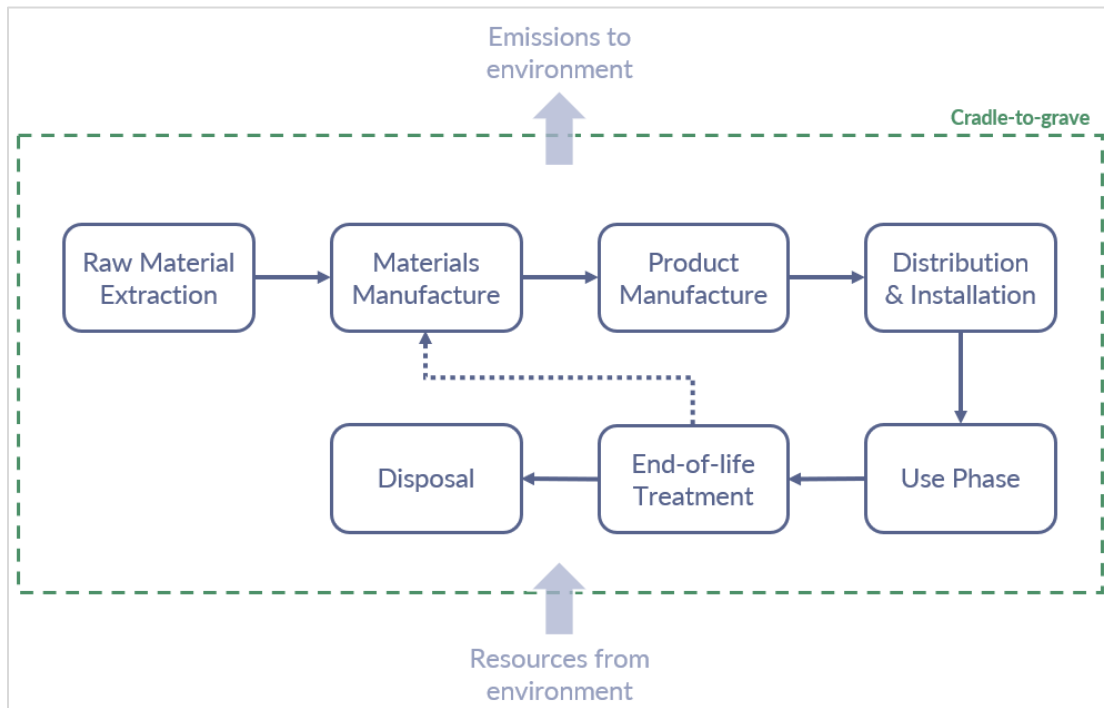 Emissions to
environment
Cradle-to-grave
Raw Material
Extraction
Materials
Manufacture
Product
Manufacture
Distribution
& Installation
Disposal
End-of-life
Treatment
Use Phase
Resources from
environment